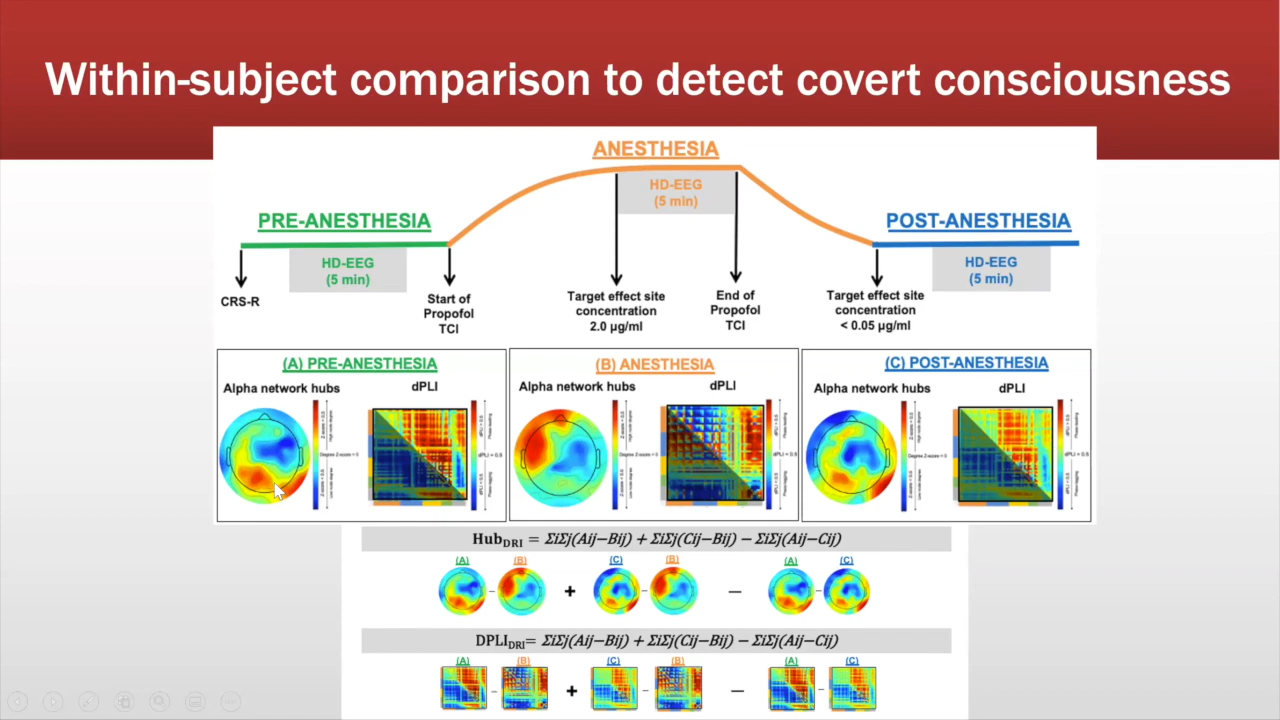 Within-subject comparison to detect covert consciousness
ANESTHESIA
HD-EEG
(5 min)
PRE-ANESTHESIA
POST-ANESTHESIA
HD-EEG
(5 min)
HD-EEG
(5 min)
CRS-R
Start of
Propofol
TCI
Target effect site
concentration
2.0 µg/ml
End of
Propofol
TCI
Target effect site
concentration
< 0.05 µg/ml
(A) PRE-ANESTHESIA
Alpha network hubs
dPLI
(B) ANESTHESIA
Alpha network hubs
dPLI
(C) POST-ANESTHESIA
Alpha network hubs
dPLI
Hub_DRI = ΣiΣj(Aij−Bij) + ΣiΣj(Cij−Bij) − ΣiΣj(Aij−Cij)
(A) (B) (C) (B) (A) (C)
− + − − −
DPLI_DRI= ΣiΣj(Aij−Bij) + ΣiΣj(Cij−Bij) − ΣiΣj(Aij−Cij)
(A) (B) (C) (B) (A) (C)
− + − − −